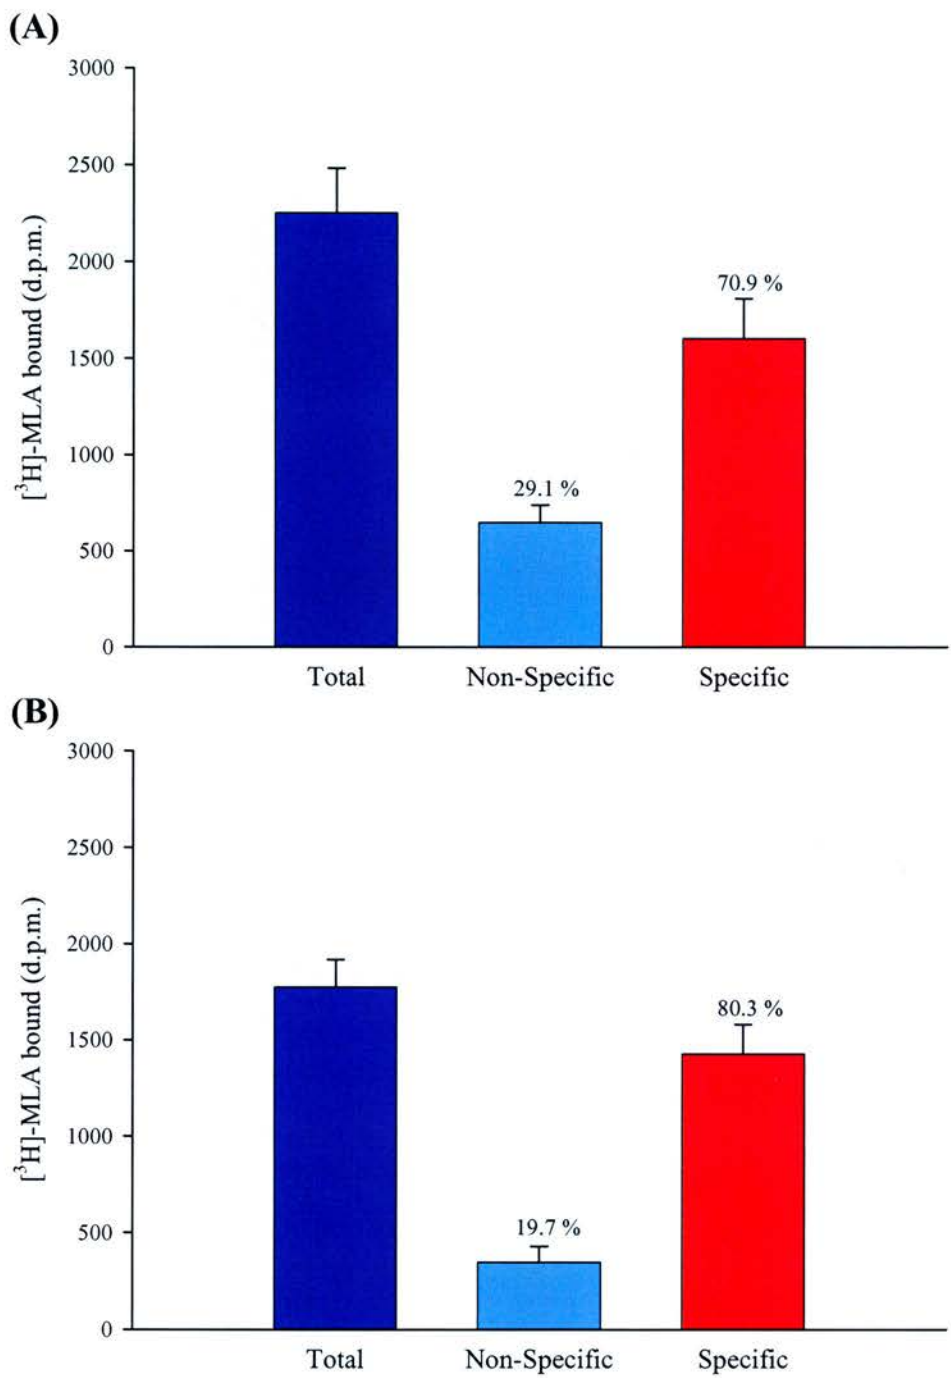 (A)
3000
2500
2000
1500
1000
500
0
[³H]-MLA bound (d.p.m.)
29.1 %
70.9 %
Total
Non-Specific
Specific
(B)
3000
2500
2000
1500
1000
500
0
[³H]-MLA bound (d.p.m.)
19.7 %
80.3 %
Total
Non-Specific
Specific